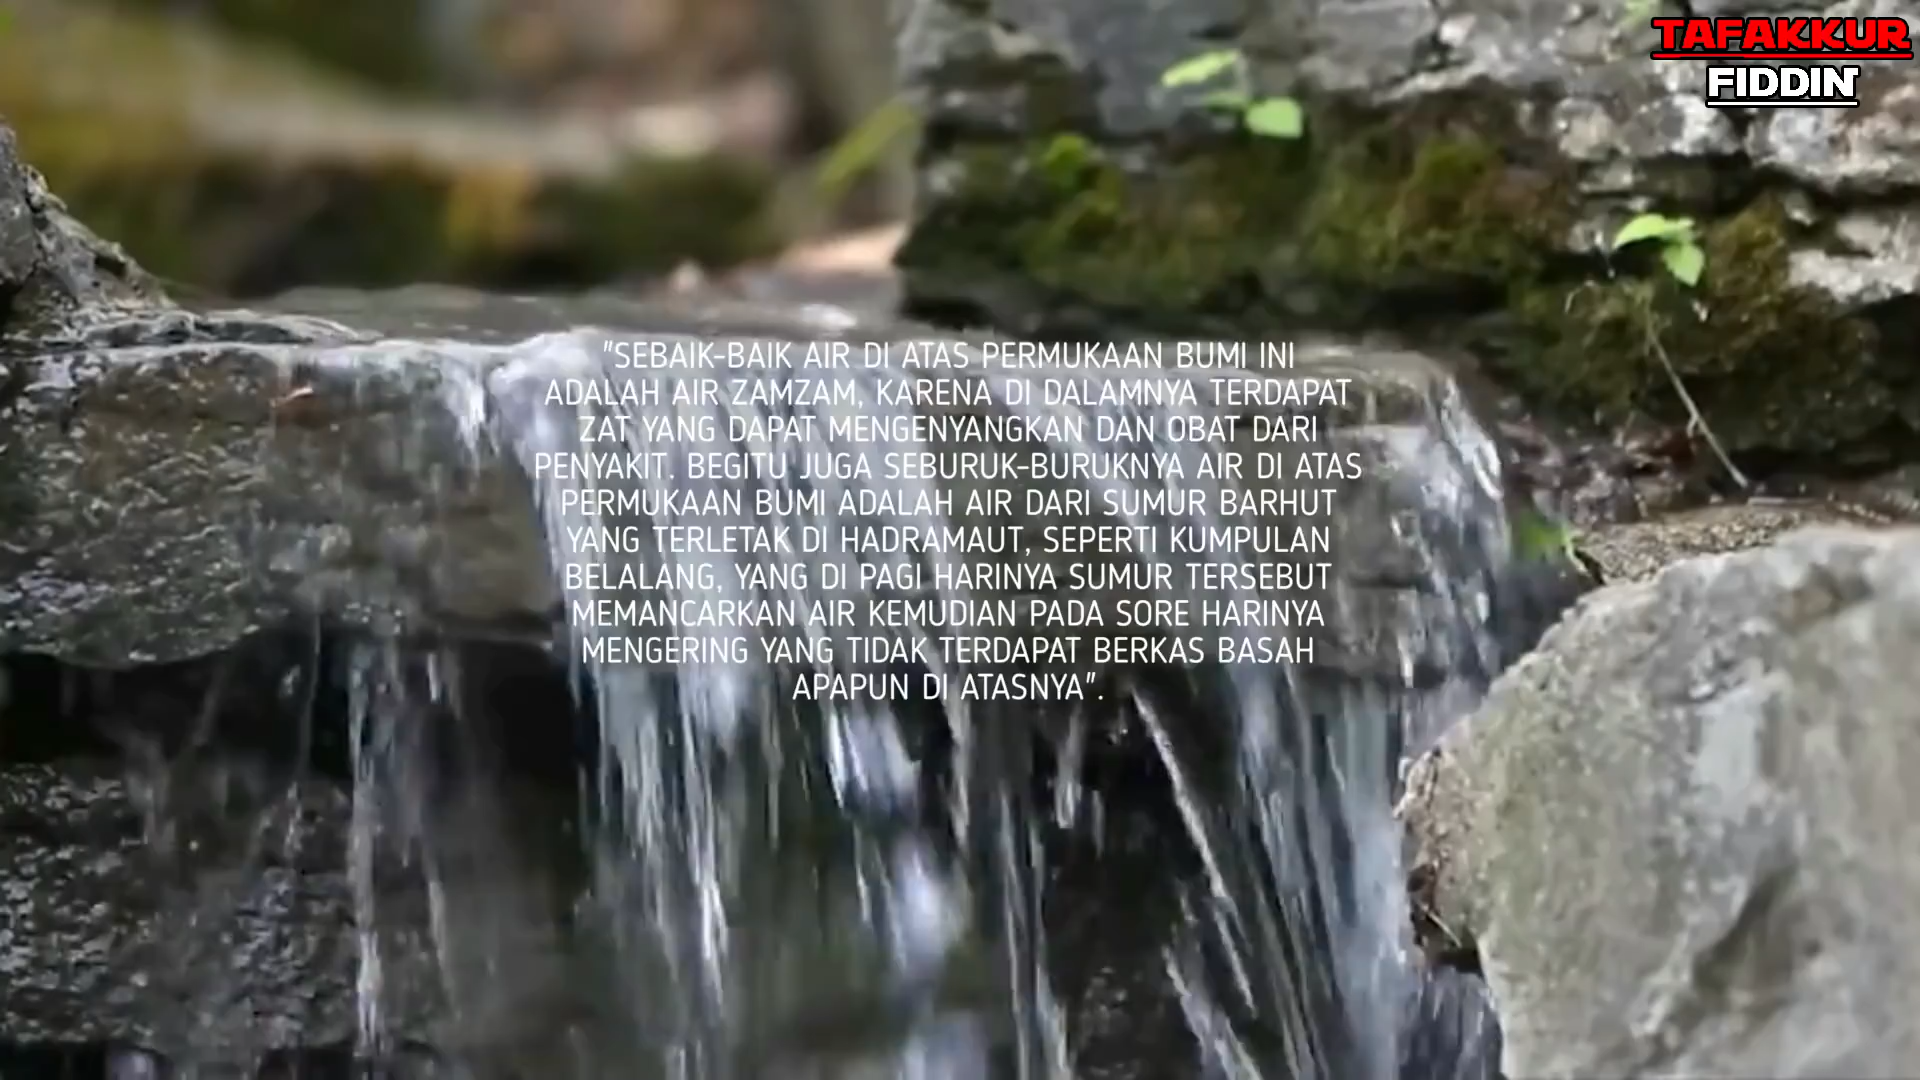 TAFAKKUR
FIDDIN
"SEBAIK-BAIK AIR DI ATAS PERMUKAAN BUMI INI
ADALAH AIR ZAMZAM, KARENA DI DALAMNYA TERDAPAT
ZAT YANG DAPAT MENGENYANGKAN DAN OBAT DARI
PENYAKIT. BEGITU JUGA SEBURUK-BURUKNYA AIR DI ATAS
PERMUKAAN BUMI ADALAH AIR DARI SUMUR BARHUT
YANG TERLETAK DI HADRAMAUT, SEPERTI KUMPULAN
BELALANG, YANG DI PAGI HARINYA SUMUR TERSEBUT
MEMANCARKAN AIR KEMUDIAN PADA SORE HARINYA
MENGERING YANG TIDAK TERDAPAT BERKAS BASAH
APAPUN DI ATASNYA".